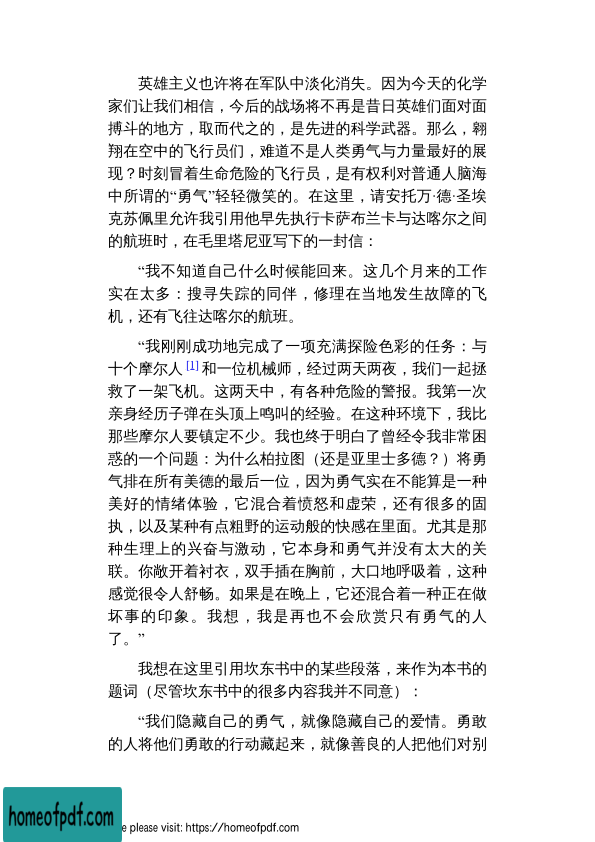 英雄主义也许将在军队中淡化消失。因为今天的化学
家们让我们相信，今后的战场将不再是昔日英雄们面对面
搏斗的地方，取而代之的，是先进的科学武器。那么，翱
翔在空中的飞行员们，难道不是人类勇气与力量最好的展
现？时刻冒着生命危险的飞行员，是有权利对普通人脑海
中所谓的“勇气”轻轻微笑的。在这里，请安托万·德·圣埃
克苏佩里允许我引用他早先执行卡萨布兰卡与达喀尔之间
的航班时，在毛里塔尼亚写下的一封信：
“我不知道自己什么时候能回来。这几个月来的工作
实在太多：搜寻失踪的同伴，修理在当地发生故障的飞
机，还有飞往达喀尔的航班。
“我刚刚成功地完成了一项充满探险色彩的任务：与
十个摩尔人[1]和一位机械师，经过两天两夜，我们一起拯
救了一架飞机。这两天中，有各种危险的警报。我第一次
亲身经历子弹在头顶上鸣叫的经验。在这种环境下，我比
那些摩尔人要镇定不少。我也终于明白了曾经令我非常困
惑的一个问题：为什么柏拉图（还是亚里士多德？）将勇
气排在所有美德的最后一位，因为勇气实在不能算是一种
美好的情绪体验，它混合着愤怒和虚荣，还有很多的固
执，以及某种有点粗野的运动般的快感在里面。尤其是那
种生理上的兴奋与激动，它本身和勇气并没有太大的关
联。你敞开着衬衣，双手插在胸前，大口地呼吸着，这种
感觉很令人舒畅。如果是在晚上，它还混合着一种正在做
坏事的印象。我想，我是再也不会欣赏只有勇气的人
了。”
我想在这里引用坎东书中的某些段落，来作为本书的
题词（尽管坎东书中的很多内容我并不同意）：
“我们隐藏自己的勇气，就像隐藏自己的爱情。勇敢
的人将他们勇敢的行动藏起来，就像善良的人把他们对别
homeofpdf.com
e please visit: https://homeofpdf.com